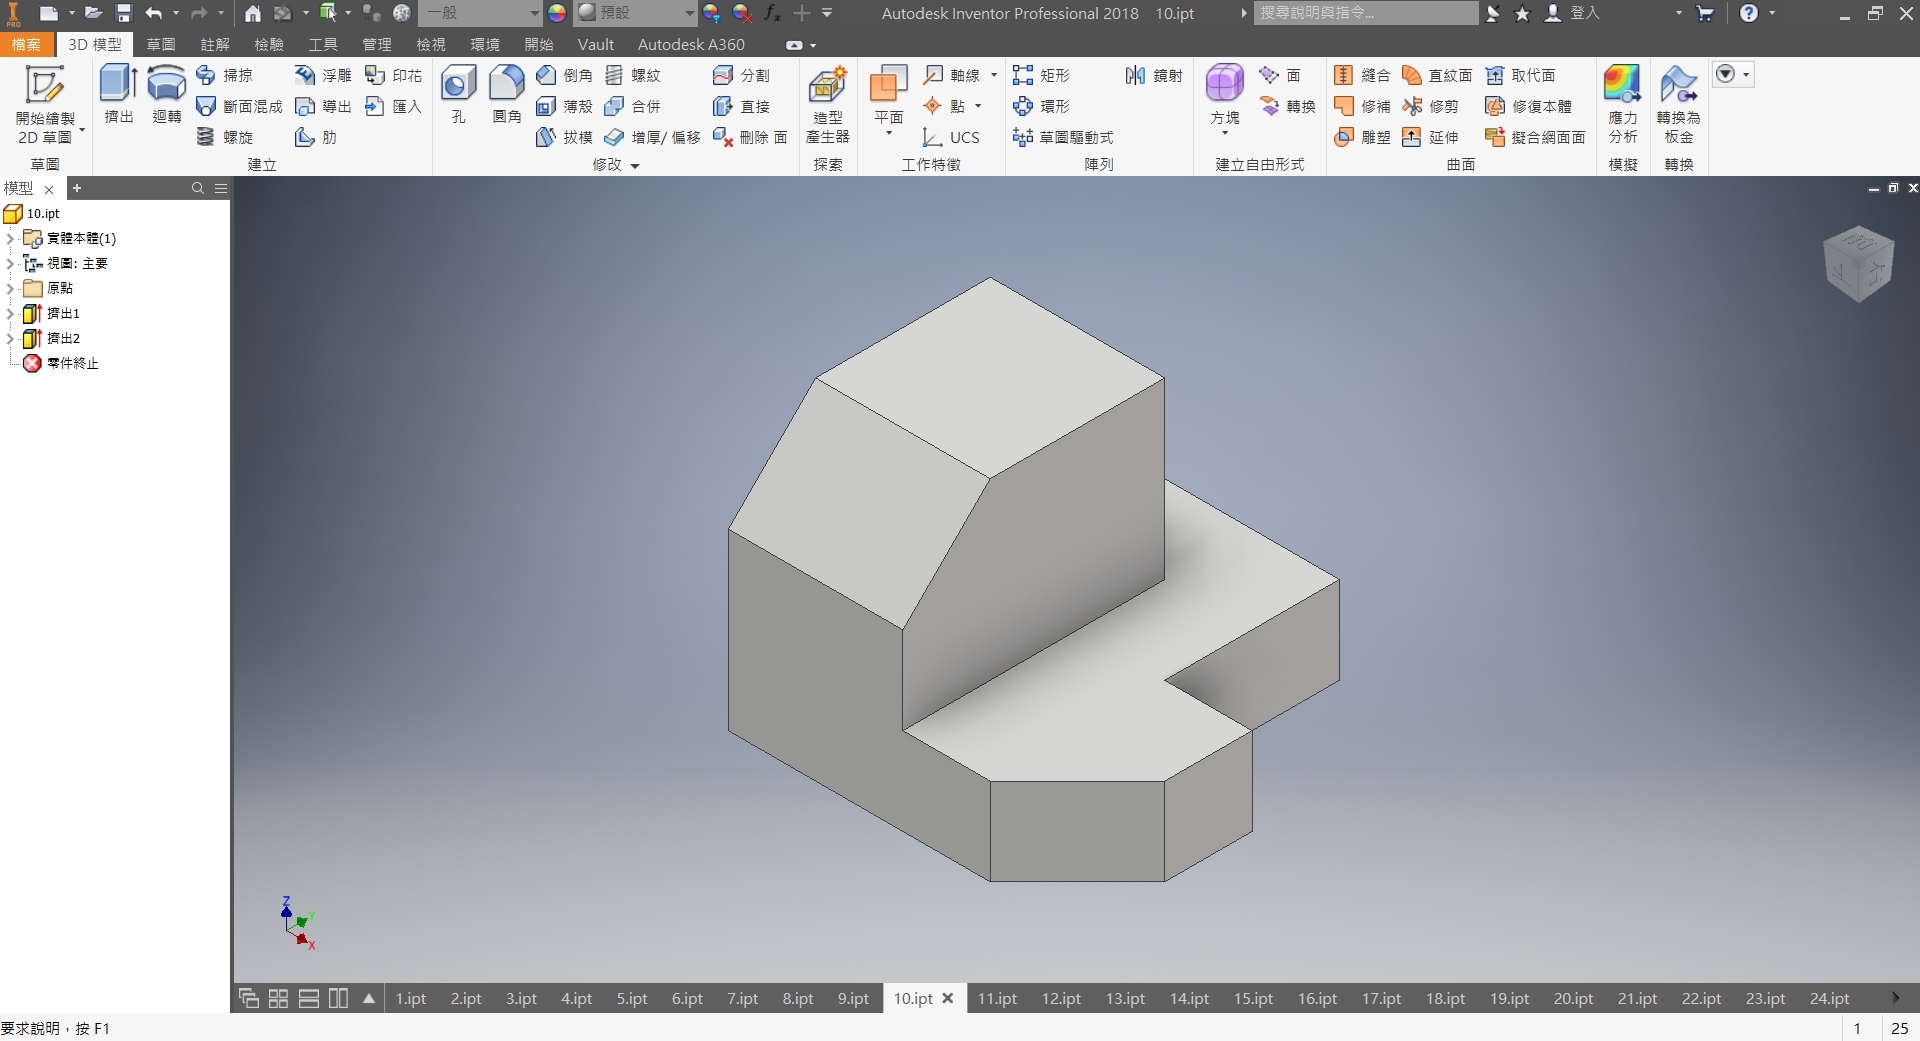 一般 預設 Autodesk Inventor Professional 2018 10.ipt 搜尋說明與指令... 登入
檔案 3D 模型 草圖 註解 檢驗 工具 管理 檢視 環境 開始 Vault Autodesk A360
開始繪製
2D 草圖
草圖
擠出 迴轉
掃掠 浮雕 印花
斷面混成 導出 匯入
螺旋 肋
建立
孔 圓角
倒角 螺紋 分割
薄殼 合併 直接
拔模 增厚/ 偏移 刪除 面
修改
造型
產生器
探索
平面
軸線
點
UCS
工作特徵
矩形 鏡射
環形
草圖驅動式
陣列
方塊
面
轉換
建立自由形式
縫合 直紋面 取代面
修補 修剪 修復本體
雕塑 延伸 擬合網面面
曲面
應力
分析
模擬
轉換為
板金
轉換
模型
10.ipt
實體本體(1)
視圖: 主要
原點
擠出1
擠出2
零件終止
Z
Y
X
1.ipt 2.ipt 3.ipt 4.ipt 5.ipt 6.ipt 7.ipt 8.ipt 9.ipt 10.ipt 11.ipt 12.ipt 13.ipt 14.ipt 15.ipt 16.ipt 17.ipt 18.ipt 19.ipt 20.ipt 21.ipt 22.ipt 23.ipt 24.ipt
要求說明，按 F1 1 25